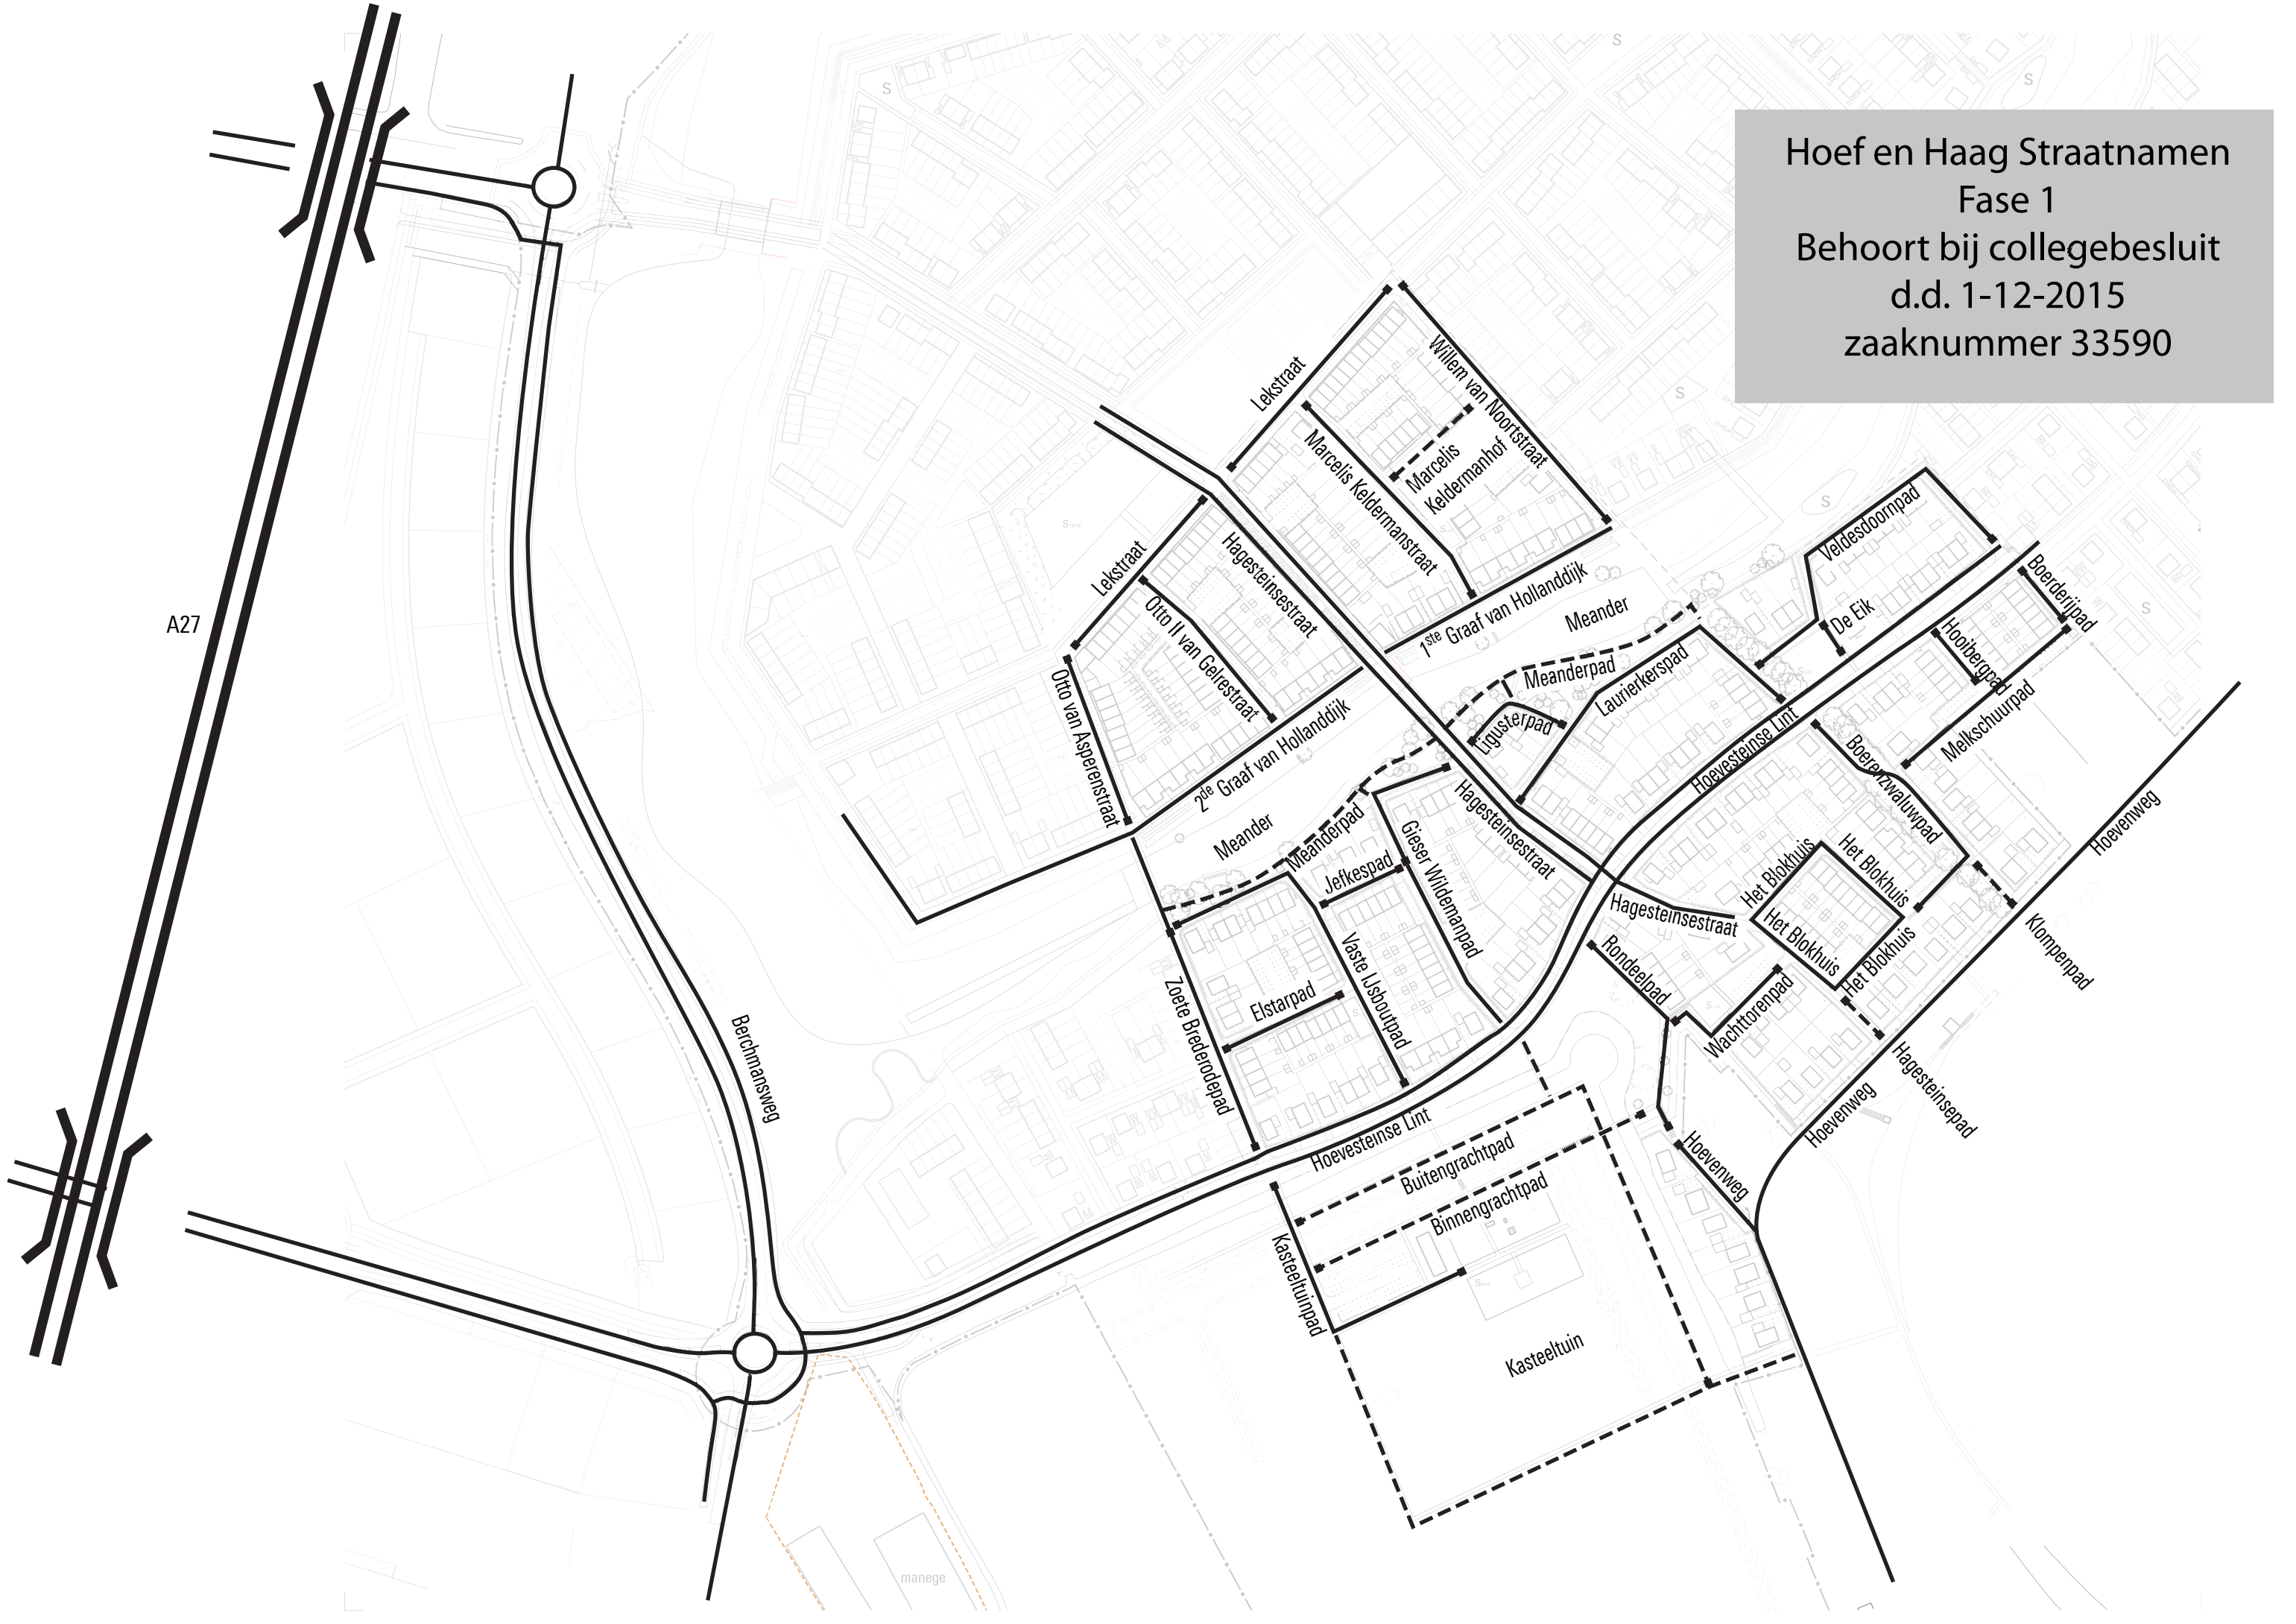 Hoef en Haag Straatnamen
Fase 1
Behoort bij collegebesluit
d.d. 1-12-2015
zaaknummer 33590
A27
Lekstraat
Willem van Noortstraat
Marcelis
Keldermanhof
Marcelis Keldermanstraat
Lekstraat
Hagesteinsestraat
Otto II van Gelrestraat
Otto van Asperenstraat
1ste Graaf van Hollanddijk
2de Graaf van Hollanddijk
Meander
Meanderpad
Ligusterpad
Laurierkerspad
Veldesdoornpad
De Eik
Boerderijpad
Hooibergpad
Melkschuurpad
Hoevesteinse Lint
Boerenzwaluwpad
Hoevenweg
Meander
Meanderpad
Hagesteinsestraat
Gieser Wildemanpad
Jefkespad
Vaste IJsboutpad
Elstarpad
Zoete Brederodepad
Het Blokhuis
Het Blokhuis
Het Blokhuis
Het Blokhuis
Hagesteinsestraat
Rondeelpad
Wachttorenpad
Klompenpad
Hagesteinsepad
Hoevenweg
Hoevenweg
Berchmansweg
Hoevesteinse Lint
Buitengrachtpad
Binnengrachtpad
Kasteeltuinpad
Kasteeltuin
manege
S
S
S
S
S
S